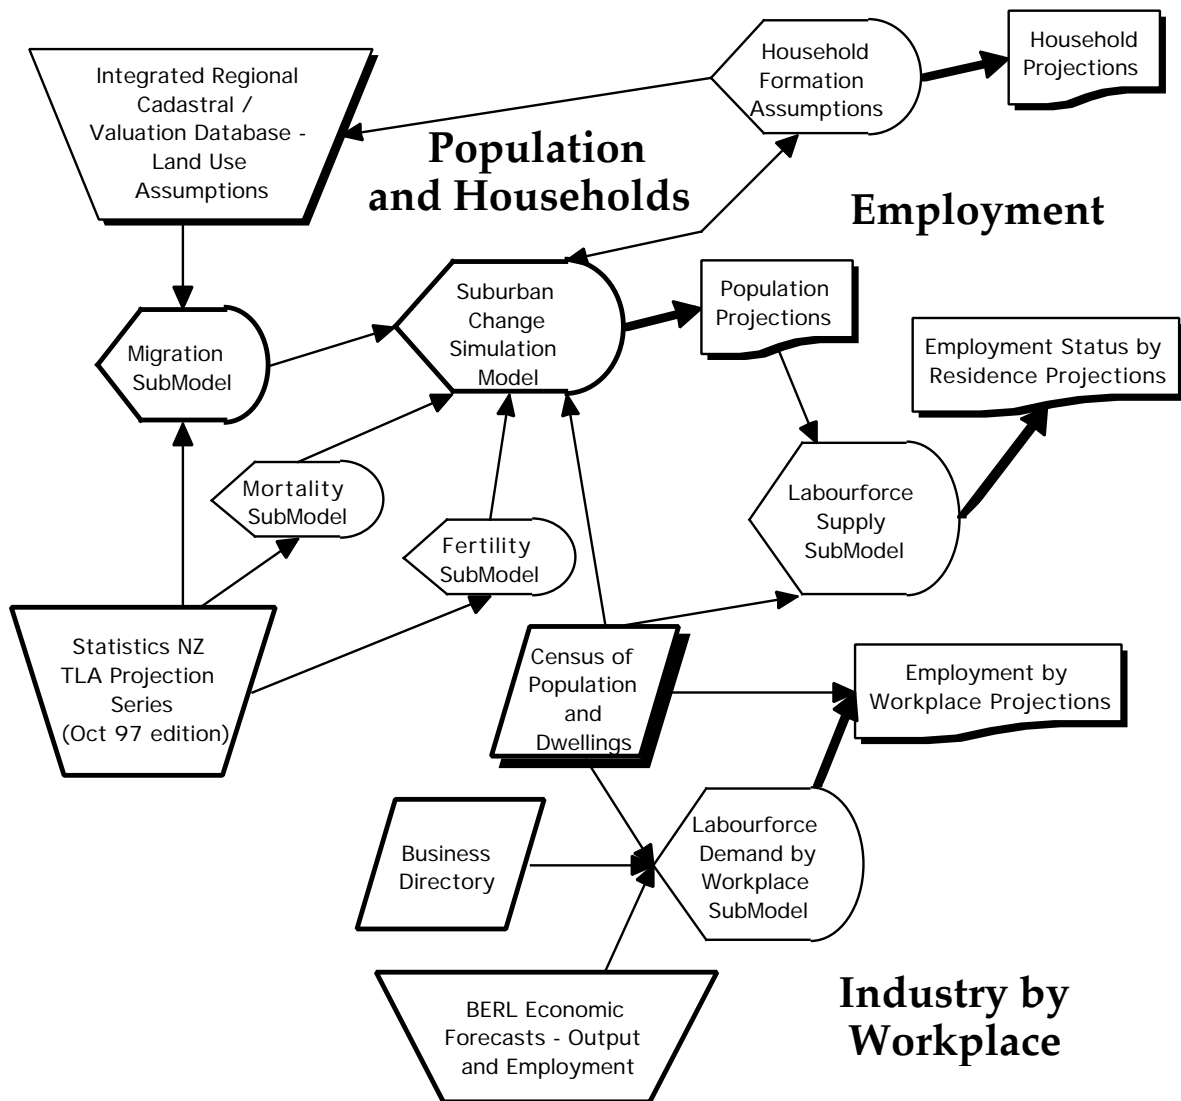 Integrated Regional
Cadastral /
Valuation Database -
Land Use
Assumptions
Household
Formation
Assumptions
Household
Projections
Population
and Households
Employment
Migration
SubModel
Suburban
Change
Simulation
Model
Population
Projections
Employment Status by
Residence Projections
Mortality
SubModel
Fertility
SubModel
Labourforce
Supply
SubModel
Statistics NZ
TLA Projection
Series
(Oct 97 edition)
Census of
Population
and
Dwellings
Employment by
Workplace Projections
Business
Directory
Labourforce
Demand by
Workplace
SubModel
BERL Economic
Forecasts - Output
and Employment
Industry by
Workplace